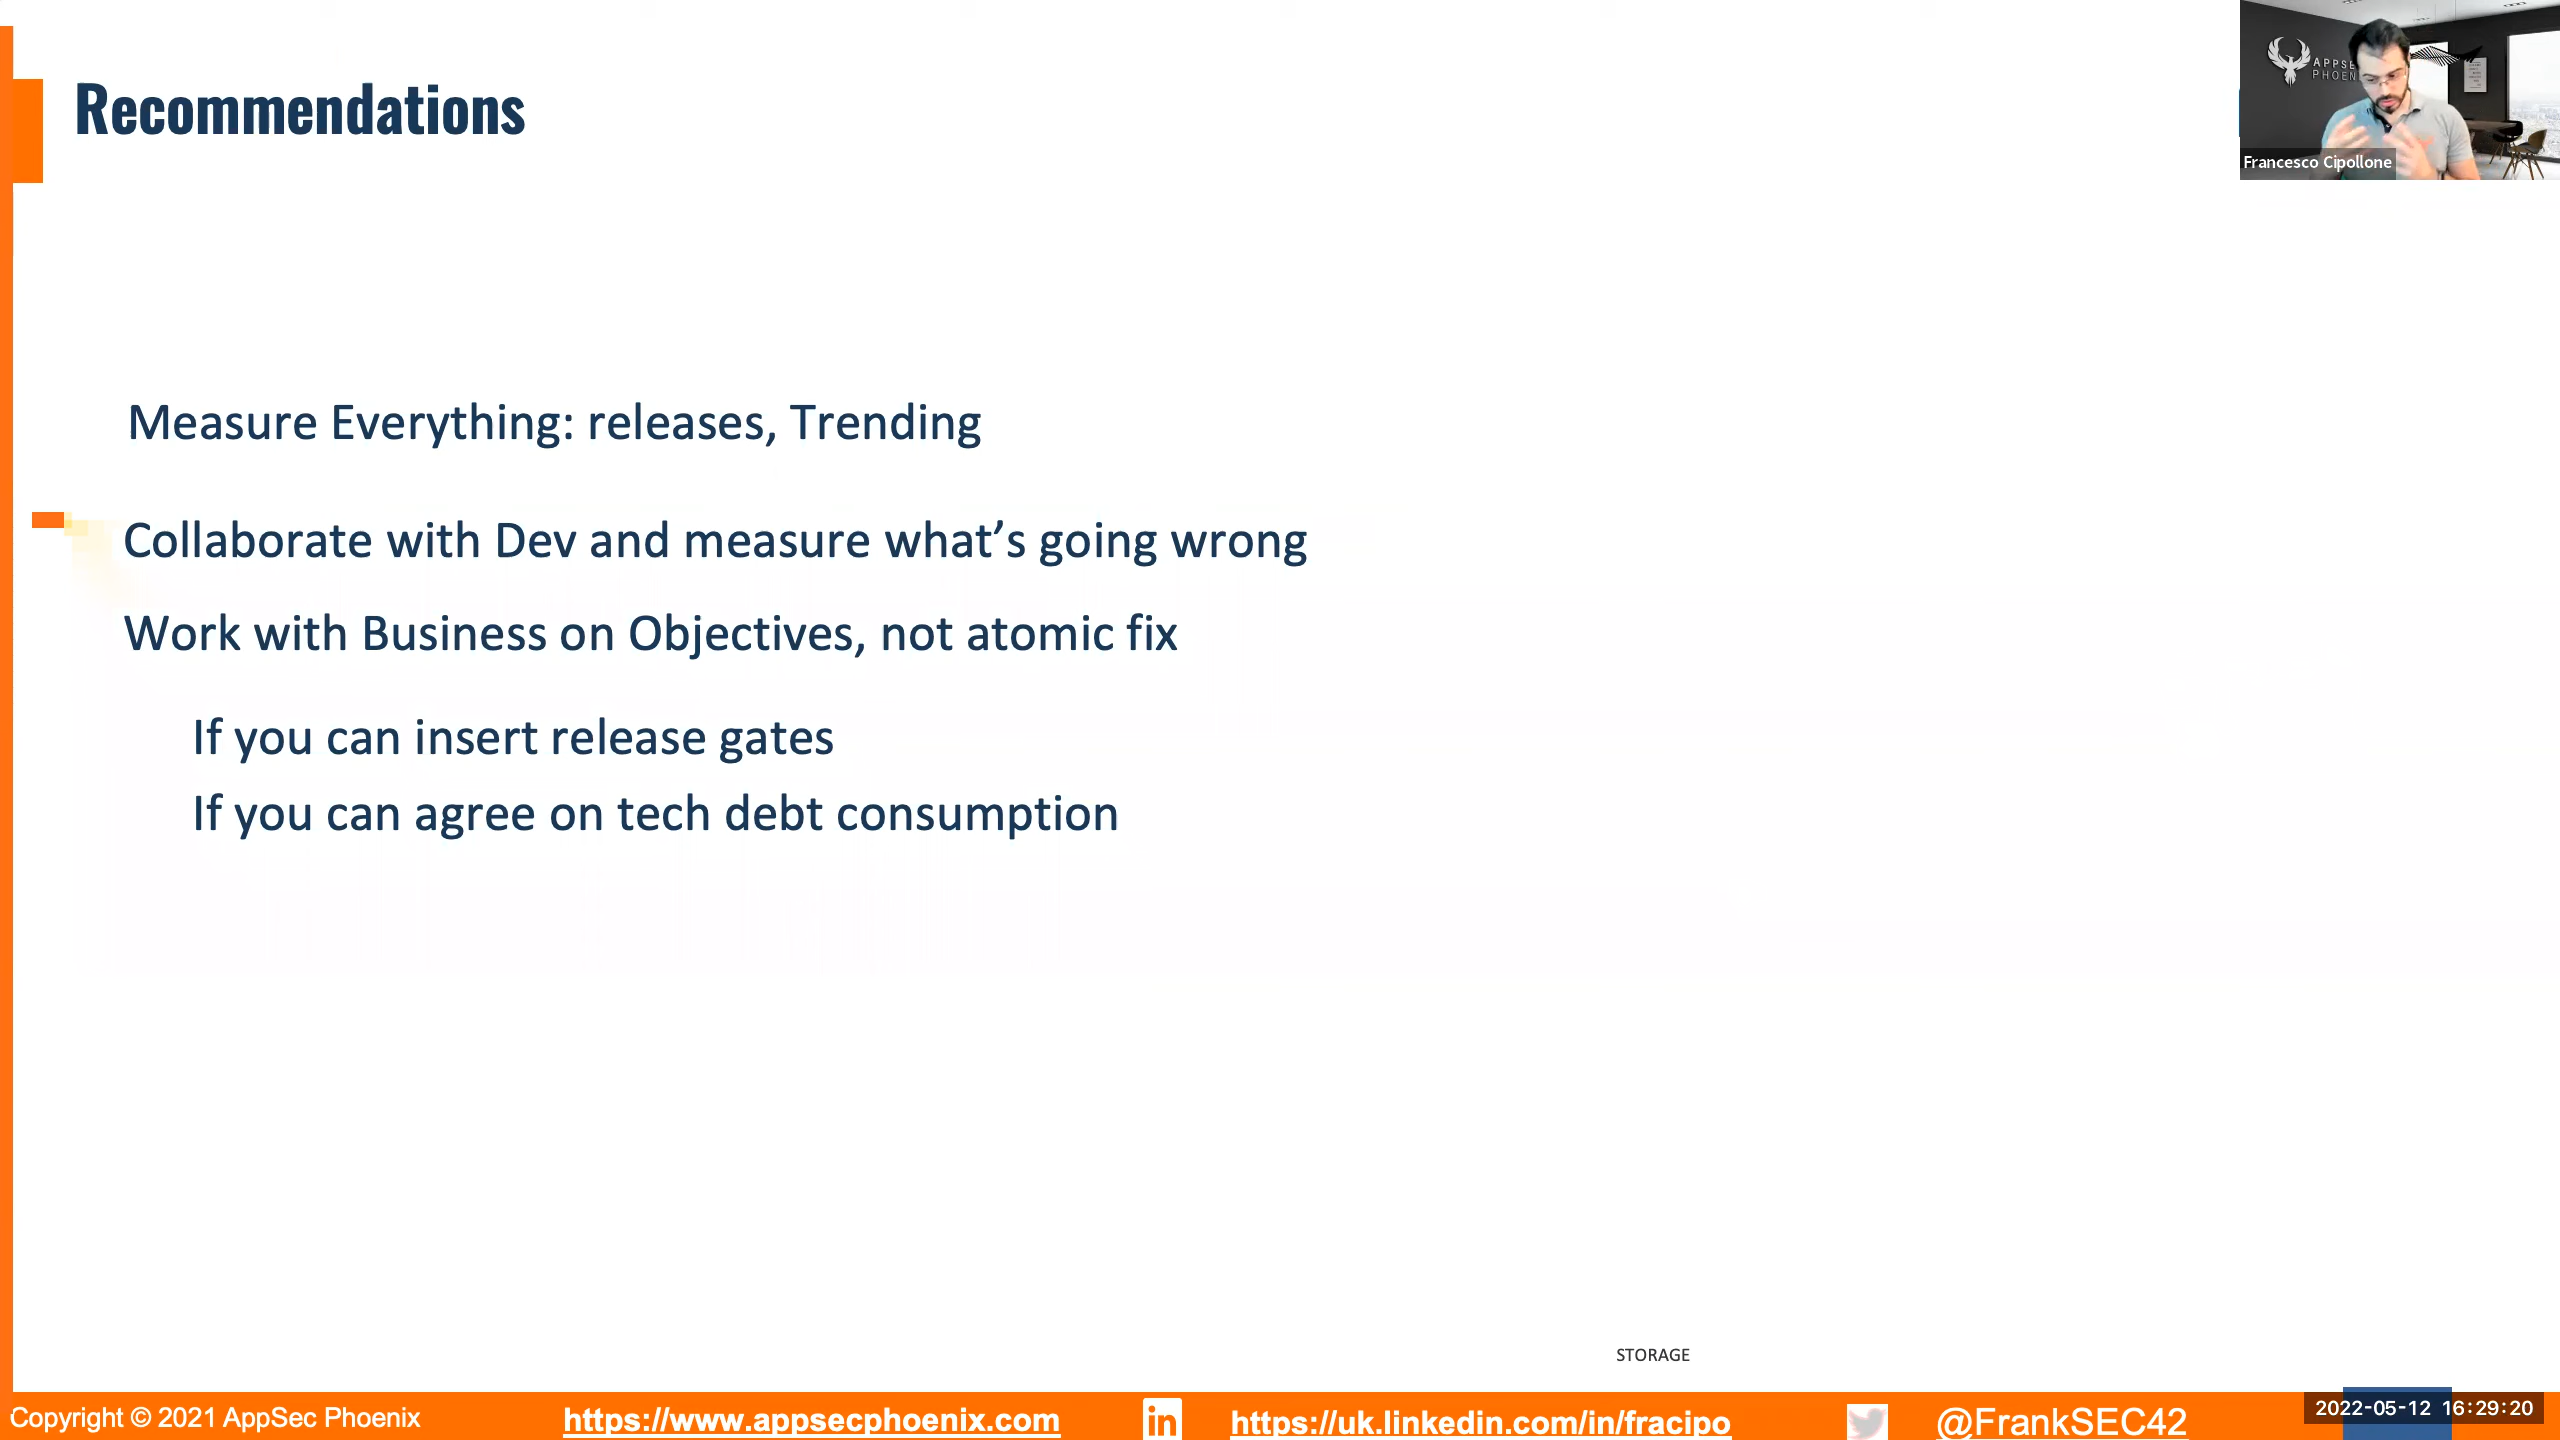 Recommendations
APPSE
PHOEN
Francesco Cipollone
Measure Everything: releases, Trending
Collaborate with Dev and measure what’s going wrong
Work with Business on Objectives, not atomic fix
If you can insert release gates
If you can agree on tech debt consumption
STORAGE
Copyright © 2021 AppSec Phoenix
https://www.appsecphoenix.com
in
https://uk.linkedin.com/in/fracipo
@FrankSEC42
2022-05-12 16:29:20